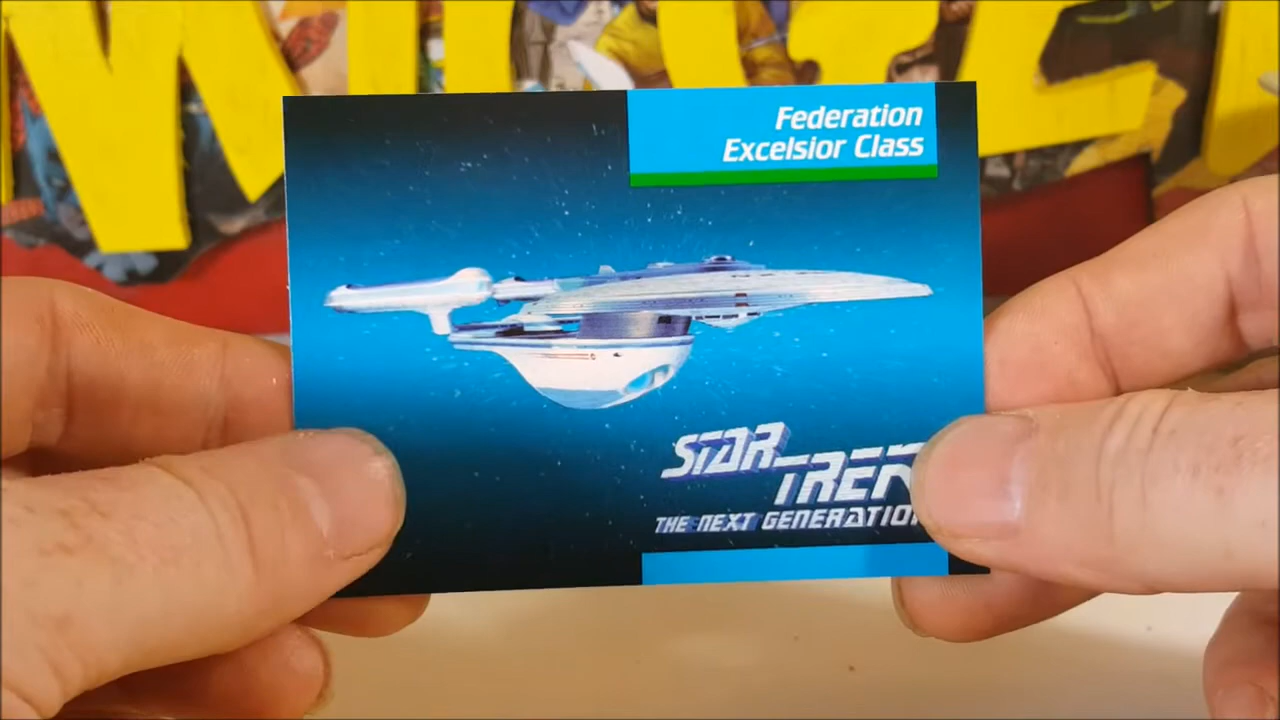 Federation
Excelsior Class
STAR
TREK
THE NEXT GENERATION